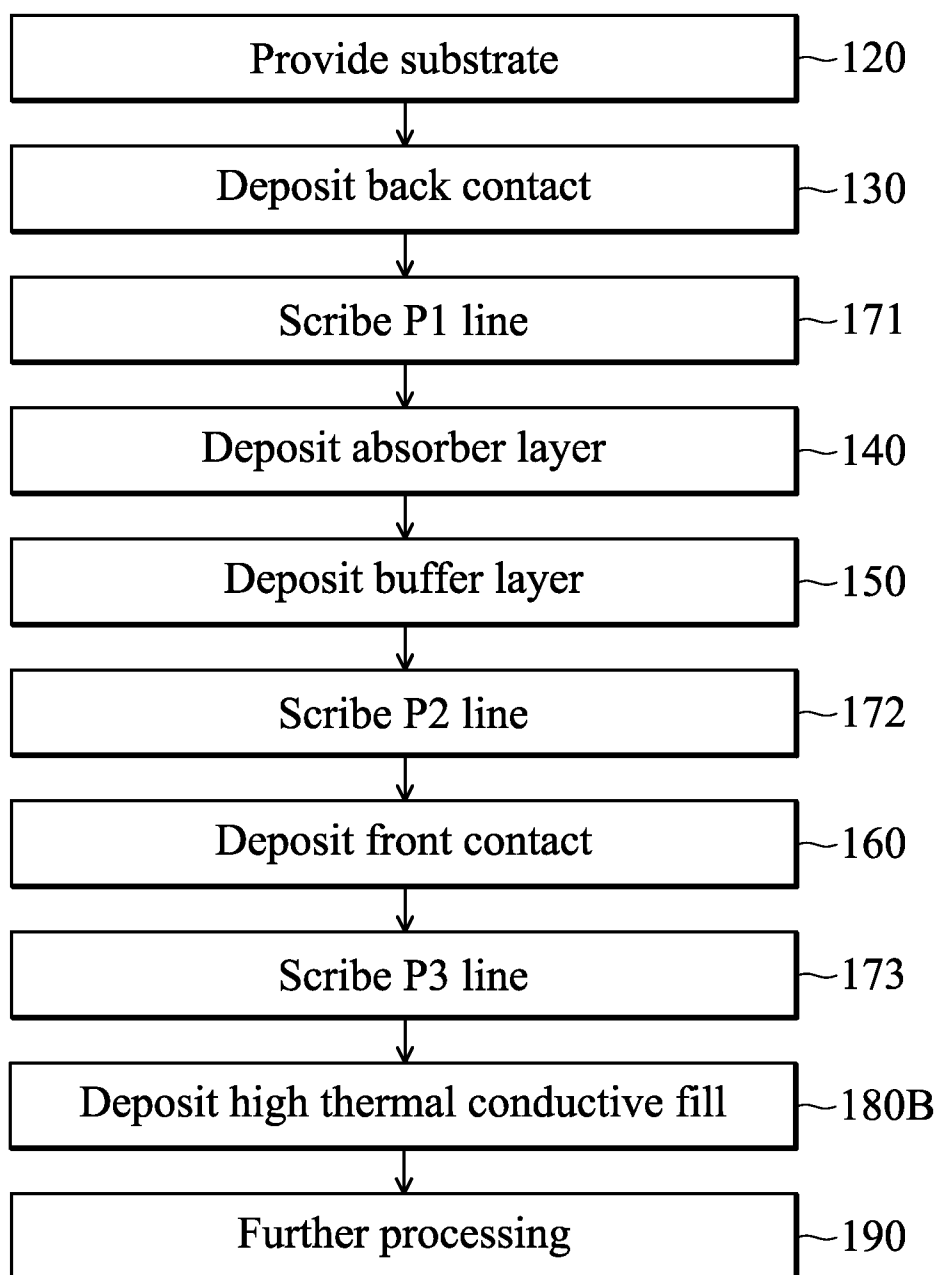 Provide substrate 120
Deposit back contact 130
Scribe P1 line 171
Deposit absorber layer 140
Deposit buffer layer 150
Scribe P2 line 172
Deposit front contact 160
Scribe P3 line 173
Deposit high thermal conductive fill 180B
Further processing 190